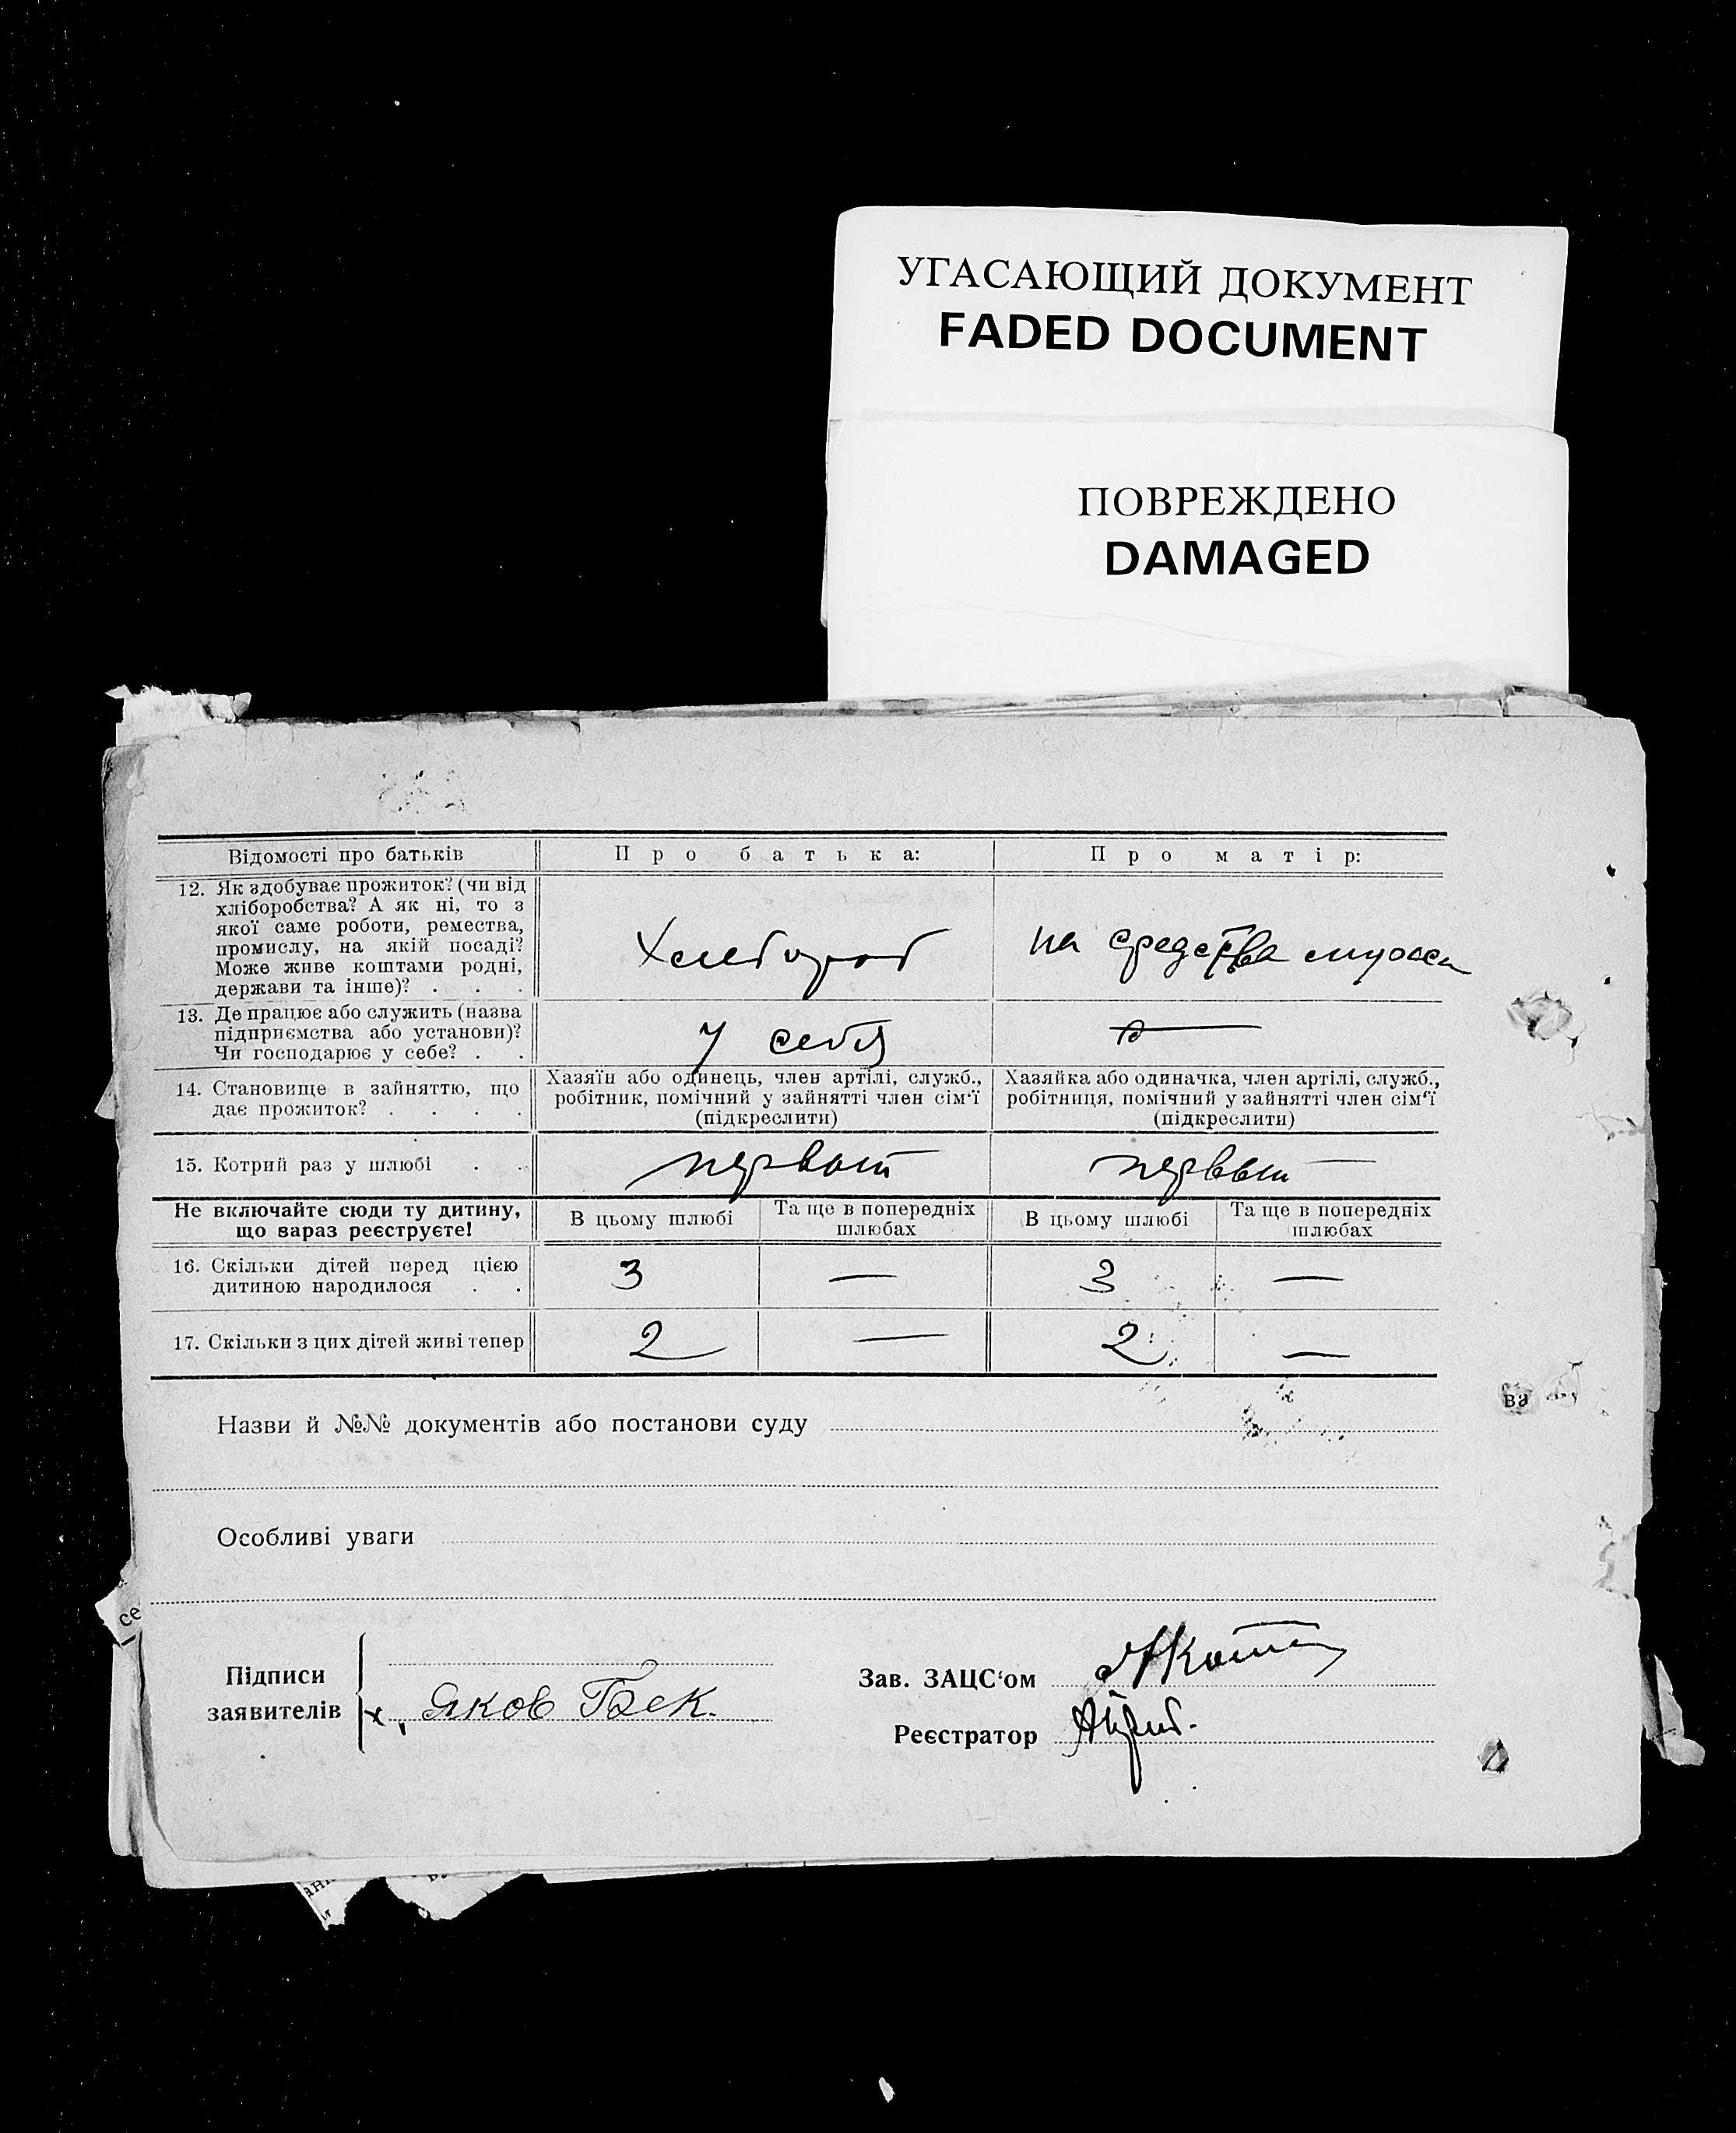 УГАСАЮЩИЙ ДОКУМЕНТ
FADED DOCUMENT
ПОВРЕЖДЕНО
DAMAGED
Відомості про батьків
Про батька:
Про матір:
12. Як здобуває прожиток? (чи від
хліборобства? А як ні, то з
якої саме роботи, ремества,
промислу, на якій посаді?
Може живе коштами родні,
держави та інше)? . . .
Хлебороб
на средства мужа
13. Де працює або служить (назва
підприємства або установи)?
Чи господарює у себе? . .
У себя
14. Становище в зайняттю, що
дає прожиток? . . . .
Хазяїн або одинець, член артілі, служб.,
робітник, помічний у зайнятті член сім'ї
(підкреслити)
Хазяйка або одиначка, член артілі, служб.,
робітниця, помічний у зайнятті член сім'ї
(підкреслити)
15. Котрий раз у шлюбі . .
первый
первый —
Не включайте сюди ту дитину,
що зараз реєструєте!
В цьому шлюбі
Та ще в попередніх
шлюбах
В цьому шлюбі
Та ще в попередніх
шлюбах
16. Скільки дітей перед цією
дитиною народилося . .
3
—
3
—
17. Скільки з цих дітей живі тепер
2
—
2
—
Назви й №№ документів або постанови суду
ва
Особливі уваги
се
Підписи
заявителів
х, Яков Бек.
Зав. ЗАЦС'ом
Реєстратор